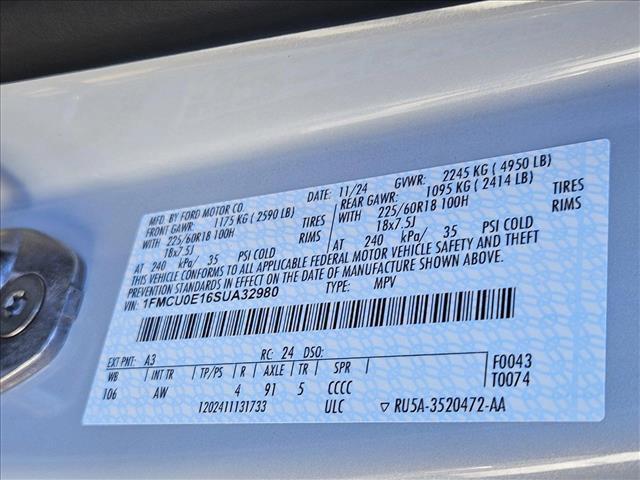 MFD. BY FORD MOTOR CO.
DATE: 11/24 GVWR: 2245 KG ( 4950 LB )
FRONT GAWR: 1175 KG ( 2590 LB ) REAR GAWR: 1095 KG ( 2414 LB )
WITH 225/60R18 100H TIRES WITH 225/60R18 100H TIRES
18x7.5J RIMS 18x7.5J RIMS
AT 240 kPa/ 35 PSI COLD AT 240 kPa/ 35 PSI COLD
THIS VEHICLE CONFORMS TO ALL APPLICABLE FEDERAL MOTOR VEHICLE SAFETY AND THEFT
PREVENTION STANDARDS IN EFFECT ON THE DATE OF MANUFACTURE SHOWN ABOVE.
VIN: 1FMCU0E16SUA32980 TYPE: MPV
EXT PNT: A3 RC: 24 DSO: F0043
WB INT TR TP/PS R AXLE TR SPR T0074
106 AW 4 91 5 CCCC
1202411131733 ULC ▽ RU5A-3520472-AA